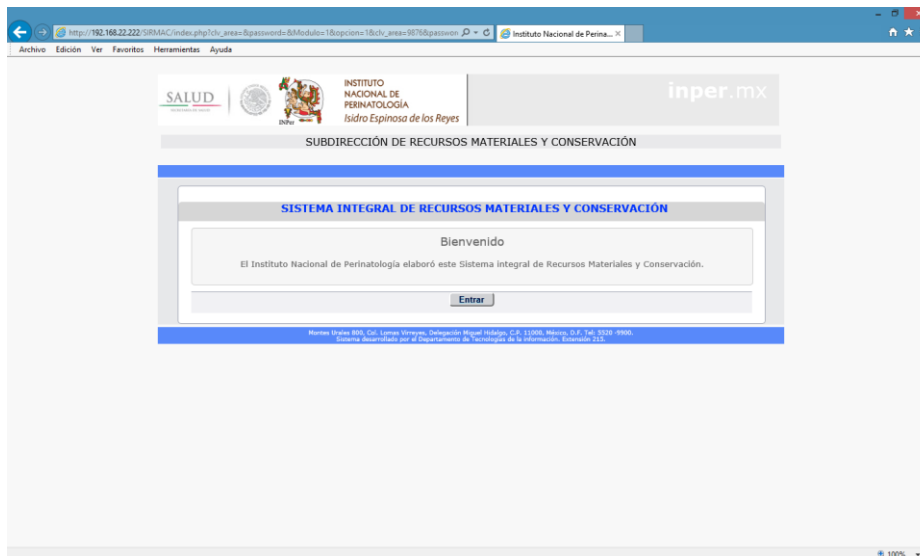 http://192.168.22.222/SIRMAC/index.php?clv_area=&password=&Modulo=1&opcion=1&clv_area=9876&passwon
Instituto Nacional de Perina...
Archivo Edición Ver Favoritos Herramientas Ayuda
SALUD
INPer
INSTITUTO
NACIONAL DE
PERINATOLOGÍA
Isidro Espinosa de los Reyes
inper.mx
SUBDIRECCIÓN DE RECURSOS MATERIALES Y CONSERVACIÓN
SISTEMA INTEGRAL DE RECURSOS MATERIALES Y CONSERVACIÓN
Bienvenido
El Instituto Nacional de Perinatología elaboró este Sistema integral de Recursos Materiales y Conservación.
Entrar
Montes Urales 800, Col. Lomas Virreyes, Delegación Miguel Hidalgo, C.P. 11000, México, D.F. Tel: 5520 -9900.
Sistema desarrollado por el Departamento de Tecnologías de la información. Extensión 215.
100%